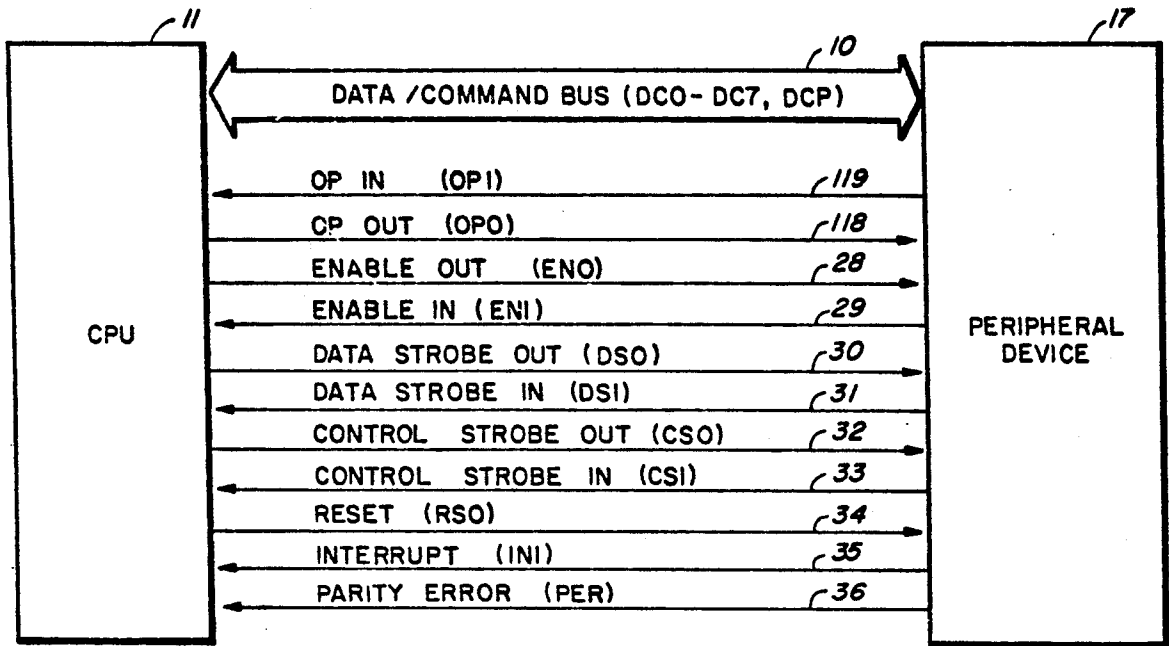 11
17
10
DATA /COMMAND BUS (DC0-DC7, DCP)
OP IN (OPI)
119
CP OUT (OPO)
118
ENABLE OUT (ENO)
28
ENABLE IN (ENI)
29
CPU
PERIPHERAL
DEVICE
DATA STROBE OUT (DSO)
30
DATA STROBE IN (DSI)
31
CONTROL STROBE OUT (CSO)
32
CONTROL STROBE IN (CSI)
33
RESET (RSO)
34
INTERRUPT (INI)
35
PARITY ERROR (PER)
36